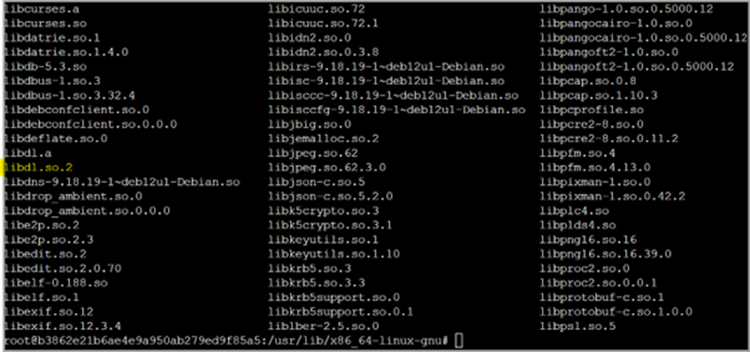 libcurses.a libicuuc.so.72 libpango-1.0.so.0.5000.12
libcurses.so libicuuc.so.72.1 libpangocairo-1.0.so.0
libdatrie.so.1 libidn2.so.0 libpangocairo-1.0.so.0.5000.12
libdatrie.so.1.4.0 libidn2.so.0.3.8 libpangoft2-1.0.so.0
libdb-5.3.so libirs-9.18.19-1~deb12u1-Debian.so libpangoft2-1.0.so.0.5000.12
libdbus-1.so.3 libisc-9.18.19-1~deb12u1-Debian.so libpcap.so.0.8
libdbus-1.so.3.32.4 libisccc-9.18.19-1~deb12u1-Debian.so libpcap.so.1.10.3
libdebconfclient.so.0 libisccfg-9.18.19-1~deb12u1-Debian.so libpcprofile.so
libdebconfclient.so.0.0.0 libjbig.so.0 libpcre2-8.so.0
libdeflate.so.0 libjemalloc.so.2 libpcre2-8.so.0.11.2
libdl.a libjpeg.so.62 libpfm.so.4
libdl.so.2 libjpeg.so.62.3.0 libpfm.so.4.13.0
libdns-9.18.19-1~deb12u1-Debian.so libjson-c.so.5 libpixman-1.so.0
libdrop_ambient.so.0 libjson-c.so.5.2.0 libpixman-1.so.0.42.2
libdrop_ambient.so.0.0.0 libk5crypto.so.3 libplc4.so
libe2p.so.2 libk5crypto.so.3.1 libplds4.so
libe2p.so.2.3 libkeyutils.so.1 libpng16.so.16
libedit.so.2 libkeyutils.so.1.10 libpng16.so.16.39.0
libedit.so.2.0.70 libkrb5.so.3 libproc2.so.0
libelf-0.188.so libkrb5.so.3.3 libproc2.so.0.0.1
libelf.so.1 libkrb5support.so.0 libprotobuf-c.so.1
libexif.so.12 libkrb5support.so.0.1 libprotobuf-c.so.1.0.0
libexif.so.12.3.4 liblber-2.5.so.0 libpsl.so.5
root@b3862e21b6ae4e9a950ab279ed9f85a5:/usr/lib/x86_64-linux-gnu#